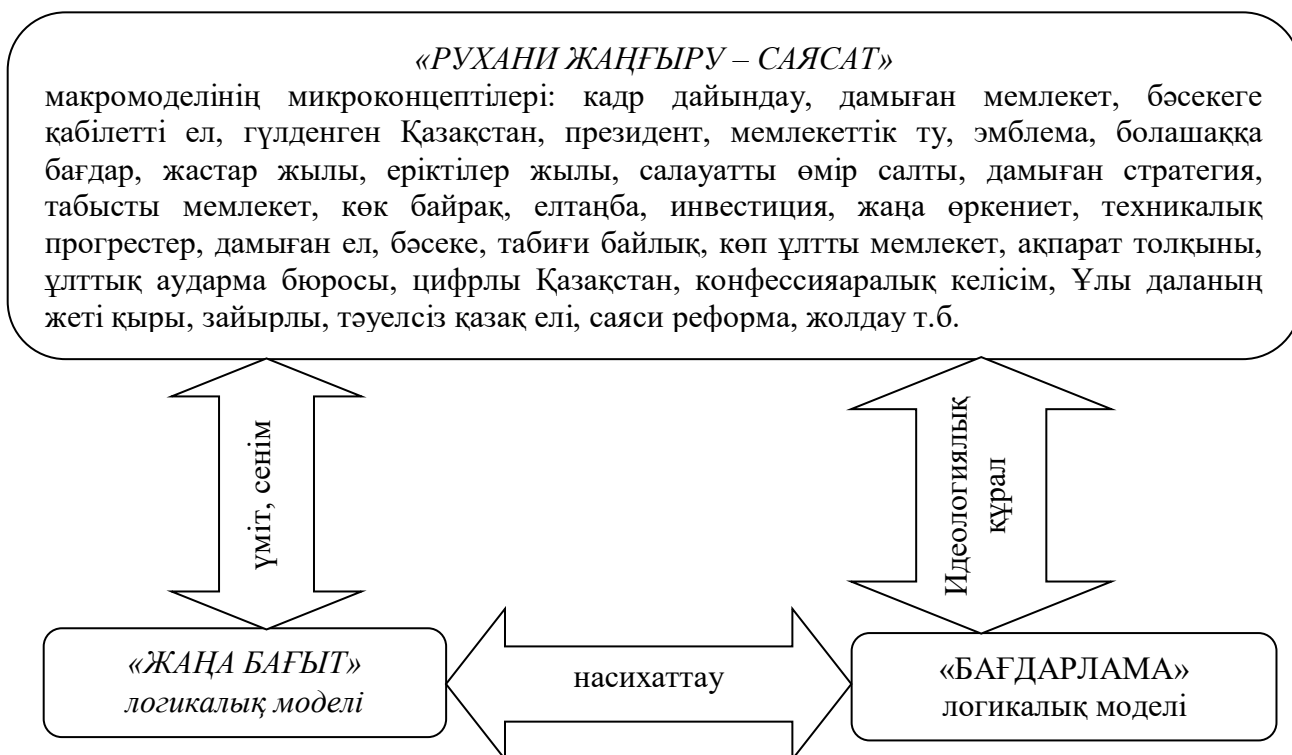 «РУХАНИ ЖАҢҒЫРУ – САЯСАТ»
макромоделінің микроконцептілері: кадр дайындау, дамыған мемлекет, бәсекеге
қабілетті ел, гүлденген Қазақстан, президент, мемлекеттік ту, эмблема, болашаққа
бағдар, жастар жылы, еріктілер жылы, салауатты өмір салты, дамыған стратегия,
табысты мемлекет, көк байрақ, елтаңба, инвестиция, жаңа өркениет, техникалық
прогрестер, дамыған ел, бәсеке, табиғи байлық, көп ұлтты мемлекет, ақпарат толқыны,
ұлттық аударма бюросы, цифрлы Қазақстан, конфессияаралық келісім, Ұлы даланың
жеті қыры, зайырлы, тәуелсіз қазақ елі, саяси реформа, жолдау т.б.
үміт, сенім
Идеологиялық
құрал
«ЖАҢА БАҒЫТ»
логикалық моделі
насихаттау
«БАҒДАРЛАМА»
логикалық моделі